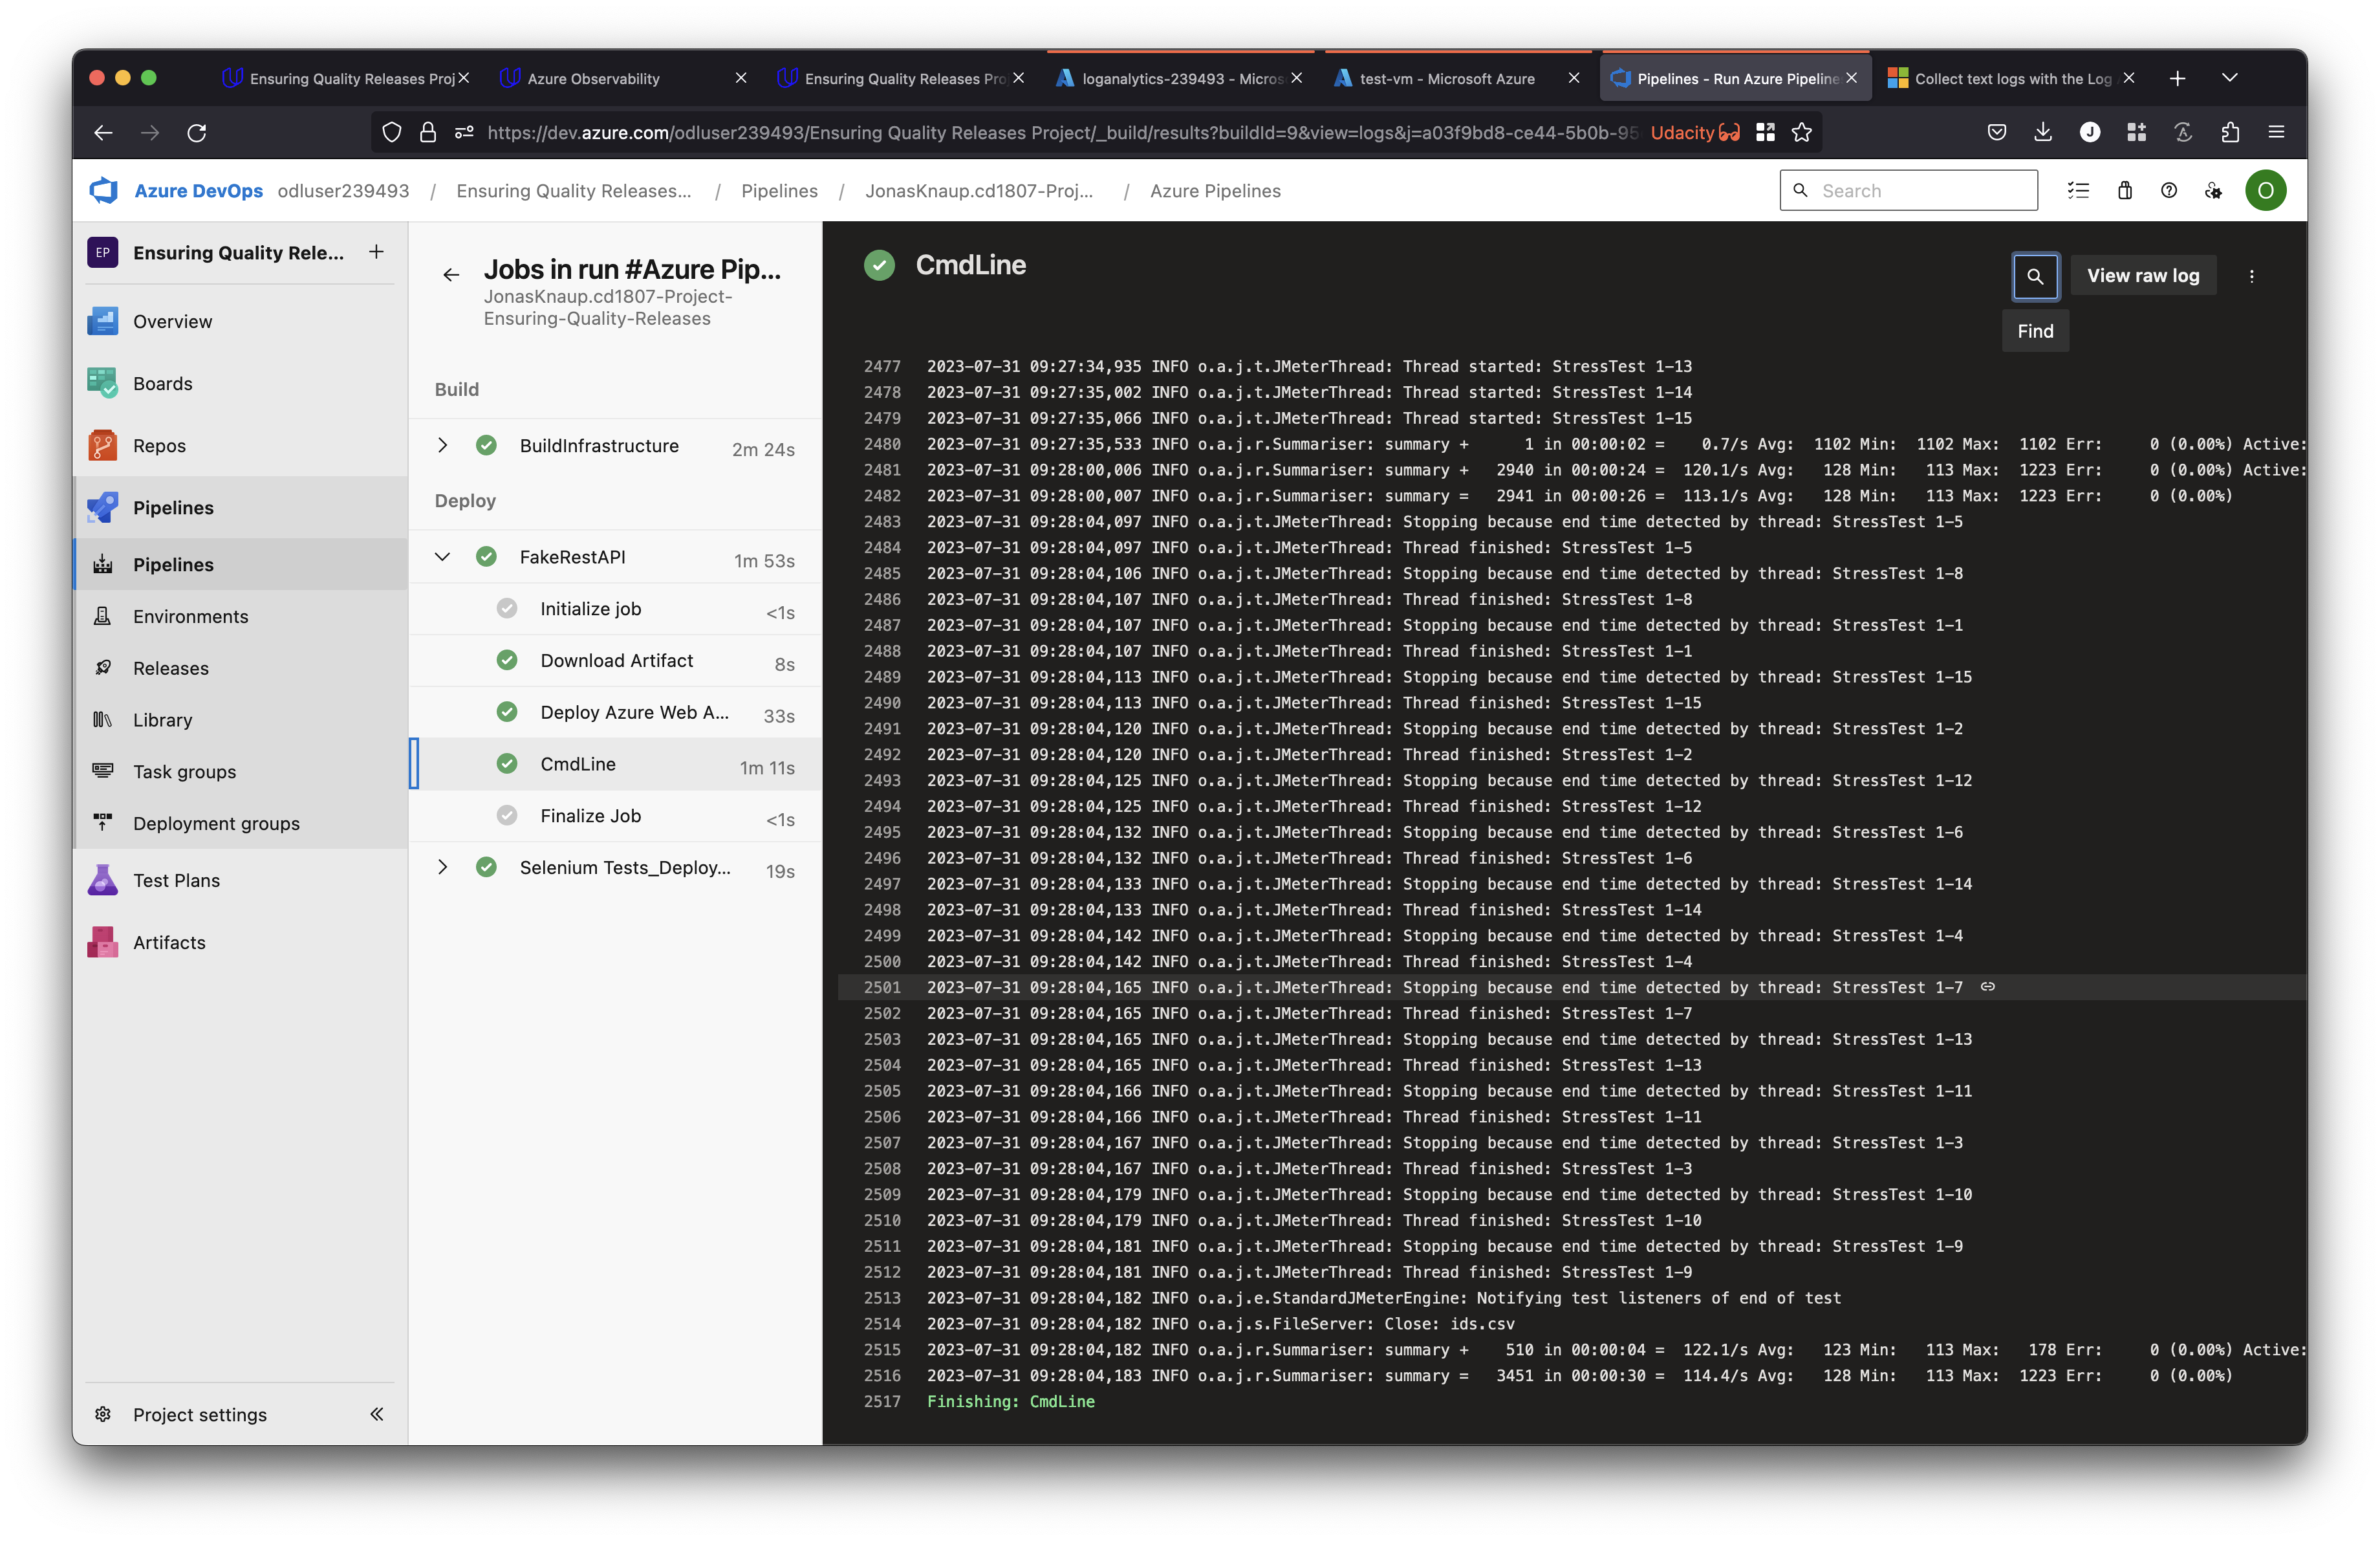 Ensuring Quality Releases Proj
Azure Observability
Ensuring Quality Releases Pro
loganalytics-239493 - Micros
test-vm - Microsoft Azure
Pipelines - Run Azure Pipeline
Collect text logs with the Log
https://dev.azure.com/odluser239493/Ensuring Quality Releases Project/_build/results?buildId=9&view=logs&j=a03f9bd8-ce44-5b0b-95
Udacity
J
Azure DevOps odluser239493 / Ensuring Quality Releases... / Pipelines / JonasKnaup.cd1807-Proj... / Azure Pipelines
Search
O
EP Ensuring Quality Rele...
Overview
Boards
Repos
Pipelines
Pipelines
Environments
Releases
Library
Task groups
Deployment groups
Test Plans
Artifacts
Project settings
Jobs in run #Azure Pip...
JonasKnaup.cd1807-Project-
Ensuring-Quality-Releases
Build
BuildInfrastructure 2m 24s
Deploy
FakeRestAPI 1m 53s
Initialize job <1s
Download Artifact 8s
Deploy Azure Web A... 33s
CmdLine 1m 11s
Finalize Job <1s
Selenium Tests_Deploy... 19s
CmdLine
View raw log
Find
2477 2023-07-31 09:27:34,935 INFO o.a.j.t.JMeterThread: Thread started: StressTest 1-13
2478 2023-07-31 09:27:35,002 INFO o.a.j.t.JMeterThread: Thread started: StressTest 1-14
2479 2023-07-31 09:27:35,066 INFO o.a.j.t.JMeterThread: Thread started: StressTest 1-15
2480 2023-07-31 09:27:35,533 INFO o.a.j.r.Summariser: summary + 1 in 00:00:02 = 0.7/s Avg: 1102 Min: 1102 Max: 1102 Err: 0 (0.00%) Active:
2481 2023-07-31 09:28:00,006 INFO o.a.j.r.Summariser: summary + 2940 in 00:00:24 = 120.1/s Avg: 128 Min: 113 Max: 1223 Err: 0 (0.00%) Active:
2482 2023-07-31 09:28:00,007 INFO o.a.j.r.Summariser: summary = 2941 in 00:00:26 = 113.1/s Avg: 128 Min: 113 Max: 1223 Err: 0 (0.00%)
2483 2023-07-31 09:28:04,097 INFO o.a.j.t.JMeterThread: Stopping because end time detected by thread: StressTest 1-5
2484 2023-07-31 09:28:04,097 INFO o.a.j.t.JMeterThread: Thread finished: StressTest 1-5
2485 2023-07-31 09:28:04,106 INFO o.a.j.t.JMeterThread: Stopping because end time detected by thread: StressTest 1-8
2486 2023-07-31 09:28:04,107 INFO o.a.j.t.JMeterThread: Thread finished: StressTest 1-8
2487 2023-07-31 09:28:04,107 INFO o.a.j.t.JMeterThread: Stopping because end time detected by thread: StressTest 1-1
2488 2023-07-31 09:28:04,107 INFO o.a.j.t.JMeterThread: Thread finished: StressTest 1-1
2489 2023-07-31 09:28:04,113 INFO o.a.j.t.JMeterThread: Stopping because end time detected by thread: StressTest 1-15
2490 2023-07-31 09:28:04,113 INFO o.a.j.t.JMeterThread: Thread finished: StressTest 1-15
2491 2023-07-31 09:28:04,120 INFO o.a.j.t.JMeterThread: Stopping because end time detected by thread: StressTest 1-2
2492 2023-07-31 09:28:04,120 INFO o.a.j.t.JMeterThread: Thread finished: StressTest 1-2
2493 2023-07-31 09:28:04,125 INFO o.a.j.t.JMeterThread: Stopping because end time detected by thread: StressTest 1-12
2494 2023-07-31 09:28:04,125 INFO o.a.j.t.JMeterThread: Thread finished: StressTest 1-12
2495 2023-07-31 09:28:04,132 INFO o.a.j.t.JMeterThread: Stopping because end time detected by thread: StressTest 1-6
2496 2023-07-31 09:28:04,132 INFO o.a.j.t.JMeterThread: Thread finished: StressTest 1-6
2497 2023-07-31 09:28:04,133 INFO o.a.j.t.JMeterThread: Stopping because end time detected by thread: StressTest 1-14
2498 2023-07-31 09:28:04,133 INFO o.a.j.t.JMeterThread: Thread finished: StressTest 1-14
2499 2023-07-31 09:28:04,142 INFO o.a.j.t.JMeterThread: Stopping because end time detected by thread: StressTest 1-4
2500 2023-07-31 09:28:04,142 INFO o.a.j.t.JMeterThread: Thread finished: StressTest 1-4
2501 2023-07-31 09:28:04,165 INFO o.a.j.t.JMeterThread: Stopping because end time detected by thread: StressTest 1-7
2502 2023-07-31 09:28:04,165 INFO o.a.j.t.JMeterThread: Thread finished: StressTest 1-7
2503 2023-07-31 09:28:04,165 INFO o.a.j.t.JMeterThread: Stopping because end time detected by thread: StressTest 1-13
2504 2023-07-31 09:28:04,165 INFO o.a.j.t.JMeterThread: Thread finished: StressTest 1-13
2505 2023-07-31 09:28:04,166 INFO o.a.j.t.JMeterThread: Stopping because end time detected by thread: StressTest 1-11
2506 2023-07-31 09:28:04,166 INFO o.a.j.t.JMeterThread: Thread finished: StressTest 1-11
2507 2023-07-31 09:28:04,167 INFO o.a.j.t.JMeterThread: Stopping because end time detected by thread: StressTest 1-3
2508 2023-07-31 09:28:04,167 INFO o.a.j.t.JMeterThread: Thread finished: StressTest 1-3
2509 2023-07-31 09:28:04,179 INFO o.a.j.t.JMeterThread: Stopping because end time detected by thread: StressTest 1-10
2510 2023-07-31 09:28:04,179 INFO o.a.j.t.JMeterThread: Thread finished: StressTest 1-10
2511 2023-07-31 09:28:04,181 INFO o.a.j.t.JMeterThread: Stopping because end time detected by thread: StressTest 1-9
2512 2023-07-31 09:28:04,181 INFO o.a.j.t.JMeterThread: Thread finished: StressTest 1-9
2513 2023-07-31 09:28:04,182 INFO o.a.j.e.StandardJMeterEngine: Notifying test listeners of end of test
2514 2023-07-31 09:28:04,182 INFO o.a.j.s.FileServer: Close: ids.csv
2515 2023-07-31 09:28:04,182 INFO o.a.j.r.Summariser: summary + 510 in 00:00:04 = 122.1/s Avg: 123 Min: 113 Max: 178 Err: 0 (0.00%) Active:
2516 2023-07-31 09:28:04,183 INFO o.a.j.r.Summariser: summary = 3451 in 00:00:30 = 114.4/s Avg: 128 Min: 113 Max: 1223 Err: 0 (0.00%)
2517 Finishing: CmdLine